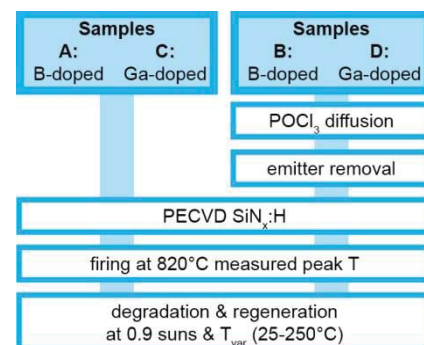 Samples
A: C:
B-doped Ga-doped
Samples
B: D:
B-doped Ga-doped
POCl₃ diffusion
emitter removal
PECVD SiNₓ:H
firing at 820°C measured peak T
degradation & regeneration
at 0.9 suns & Tᵥₐᵣ (25-250°C)